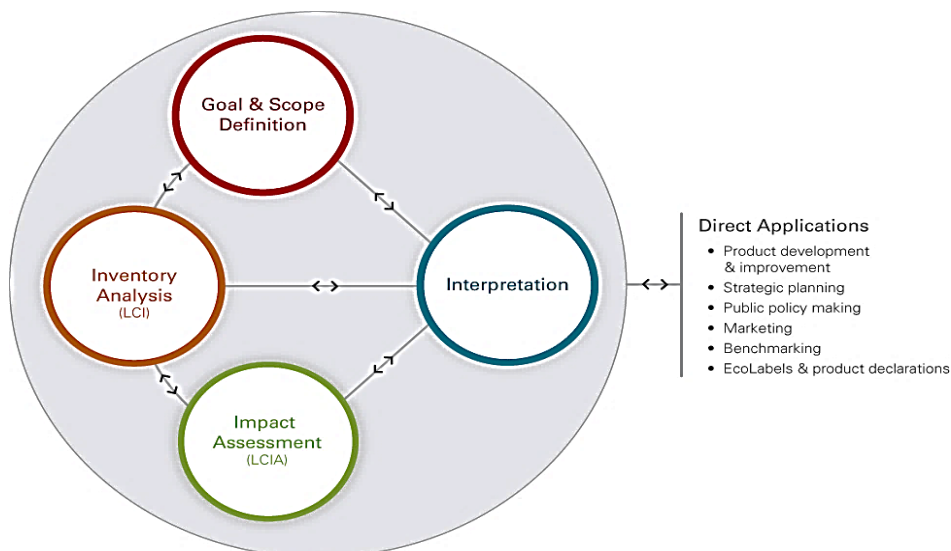 Goal & Scope
Definition
Inventory
Analysis
(LCI)
Interpretation
Impact
Assessment
(LCIA)
Direct Applications
• Product development
& improvement
• Strategic planning
• Public policy making
• Marketing
• Benchmarking
• EcoLabels & product declarations